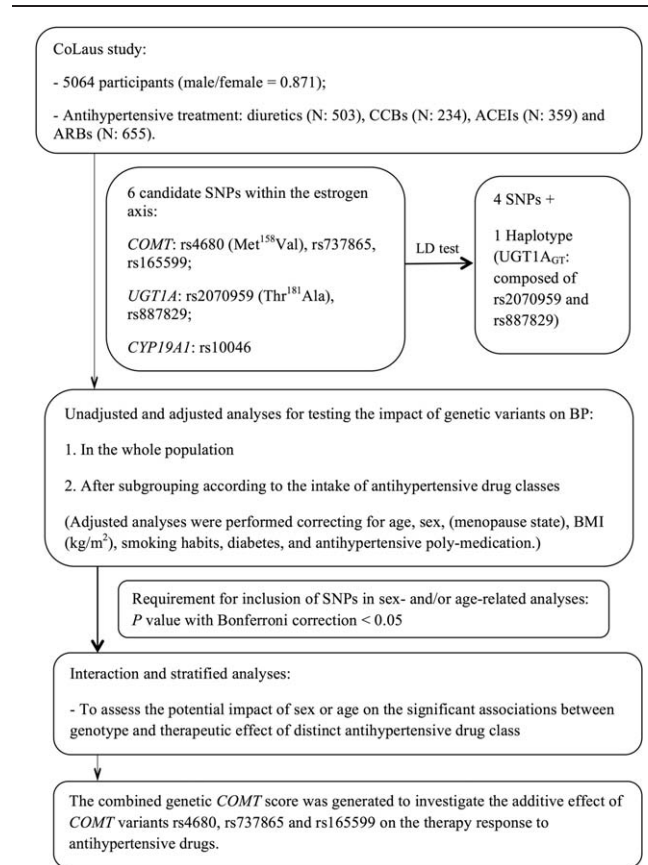 CoLaus study:
- 5064 participants (male/female = 0.871);
- Antihypertensive treatment: diuretics (N: 503), CCBs (N: 234), ACEIs (N: 359) and
ARBs (N: 655).
6 candidate SNPs within the estrogen
axis:
COMT: rs4680 (Met¹⁵⁸Val), rs737865,
rs165599;
UGT1A: rs2070959 (Thr¹⁸¹Ala),
rs887829;
CYP19A1: rs10046
LD test
4 SNPs +
1 Haplotype
(UGT1A_GT:
composed of
rs2070959 and
rs887829)
Unadjusted and adjusted analyses for testing the impact of genetic variants on BP:
1. In the whole population
2. After subgrouping according to the intake of antihypertensive drug classes
(Adjusted analyses were performed correcting for age, sex, (menopause state), BMI
(kg/m²), smoking habits, diabetes, and antihypertensive poly-medication.)
Requirement for inclusion of SNPs in sex- and/or age-related analyses:
P value with Bonferroni correction < 0.05
Interaction and stratified analyses:
- To assess the potential impact of sex or age on the significant associations between
genotype and therapeutic effect of distinct antihypertensive drug class
The combined genetic COMT score was generated to investigate the additive effect of
COMT variants rs4680, rs737865 and rs165599 on the therapy response to
antihypertensive drugs.